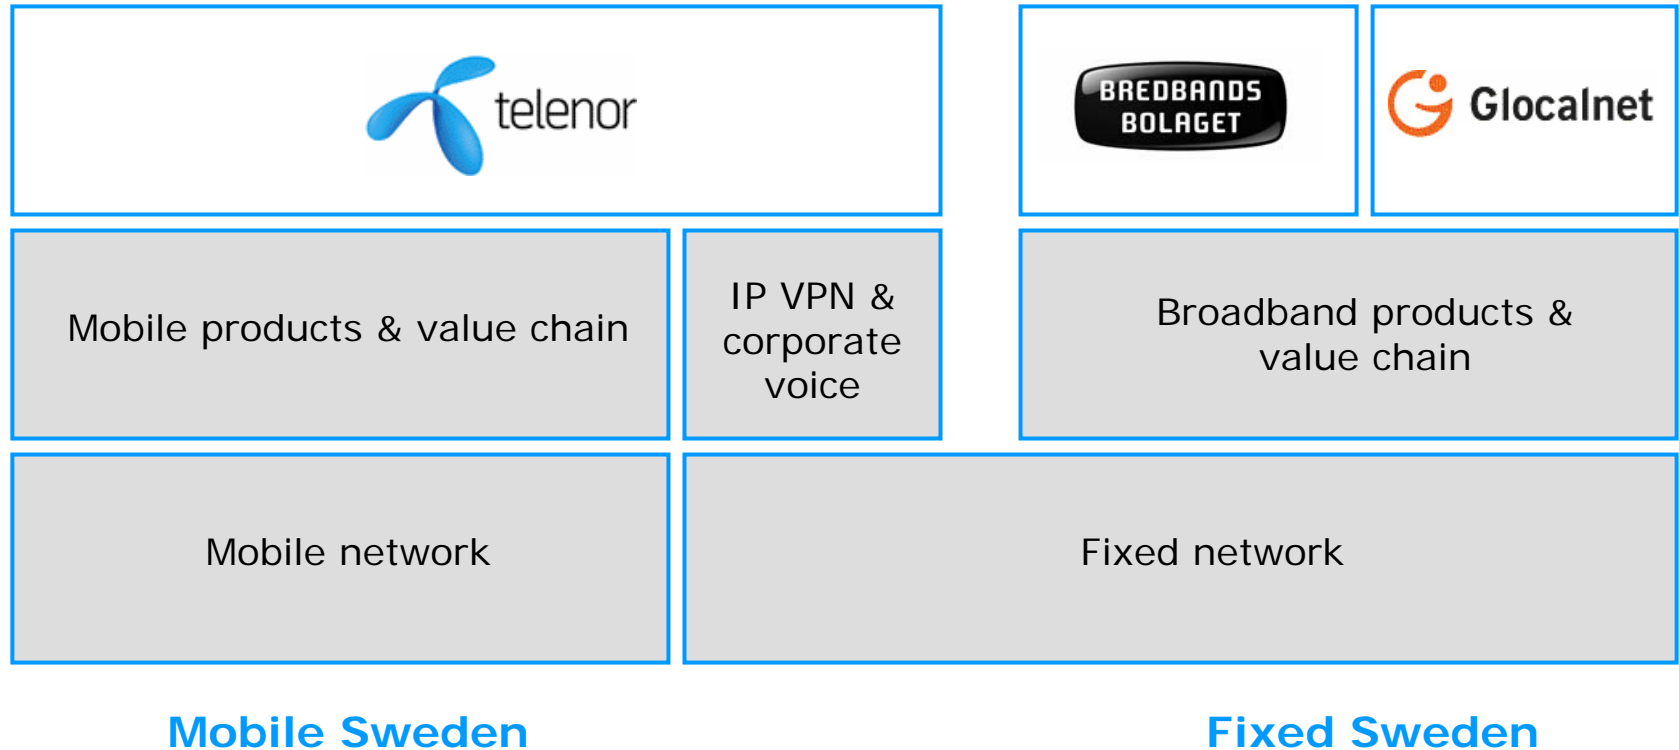 telenor
BREDBANDS
BOLAGET
Glocalnet
Mobile products & value chain
IP VPN &
corporate
voice
Broadband products &
value chain
Mobile network
Fixed network
Mobile Sweden
Fixed Sweden